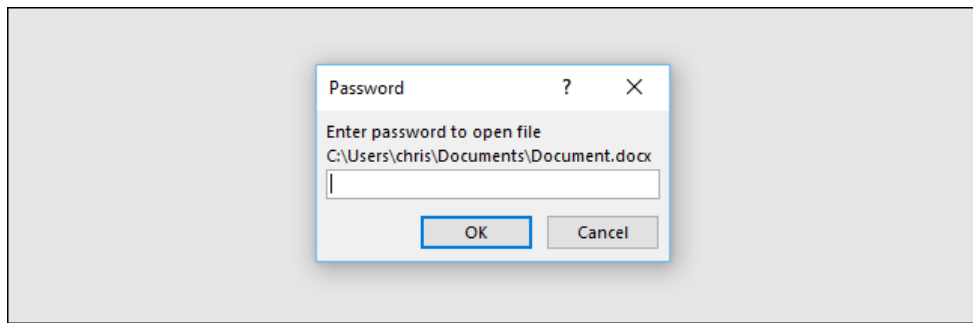 Password ?
Enter password to open file
C:\Users\chris\Documents\Document.docx
OK Cancel